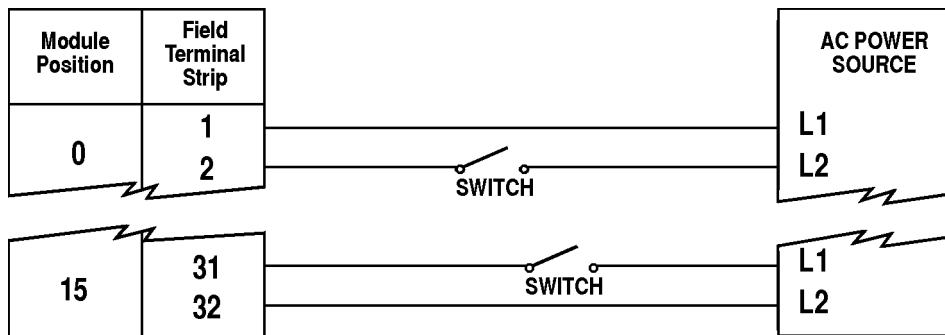 Module
Position
Field
Terminal
Strip
AC POWER
SOURCE
0
1
L1
2
SWITCH
L2
15
31
SWITCH
L1
32
L2